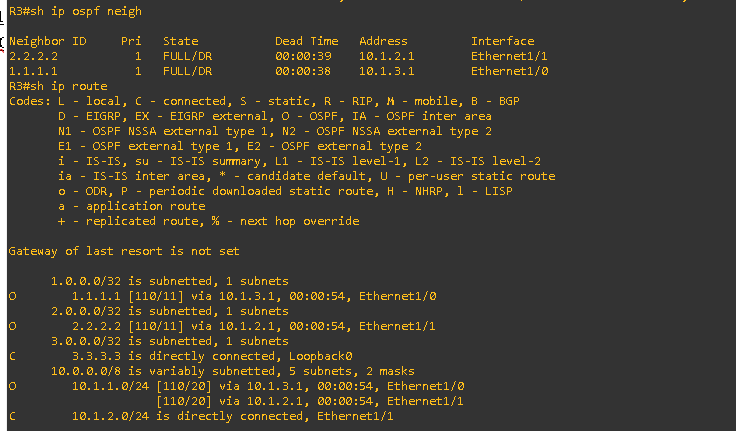 R3#sh ip ospf neigh

Neighbor ID     Pri   State           Dead Time   Address         Interface
2.2.2.2           1   FULL/DR         00:00:39    10.1.2.1        Ethernet1/1
1.1.1.1           1   FULL/DR         00:00:38    10.1.3.1        Ethernet1/0
R3#sh ip route
Codes: L - local, C - connected, S - static, R - RIP, M - mobile, B - BGP
       D - EIGRP, EX - EIGRP external, O - OSPF, IA - OSPF inter area
       N1 - OSPF NSSA external type 1, N2 - OSPF NSSA external type 2
       E1 - OSPF external type 1, E2 - OSPF external type 2
       i - IS-IS, su - IS-IS summary, L1 - IS-IS level-1, L2 - IS-IS level-2
       ia - IS-IS inter area, * - candidate default, U - per-user static route
       o - ODR, P - periodic downloaded static route, H - NHRP, l - LISP
       a - application route
       + - replicated route, % - next hop override

Gateway of last resort is not set

      1.0.0.0/32 is subnetted, 1 subnets
O        1.1.1.1 [110/11] via 10.1.3.1, 00:00:54, Ethernet1/0
      2.0.0.0/32 is subnetted, 1 subnets
O        2.2.2.2 [110/11] via 10.1.2.1, 00:00:54, Ethernet1/1
      3.0.0.0/32 is subnetted, 1 subnets
C        3.3.3.3 is directly connected, Loopback0
      10.0.0.0/8 is variably subnetted, 5 subnets, 2 masks
O        10.1.1.0/24 [110/20] via 10.1.3.1, 00:00:54, Ethernet1/0
                     [110/20] via 10.1.2.1, 00:00:54, Ethernet1/1
C        10.1.2.0/24 is directly connected, Ethernet1/1